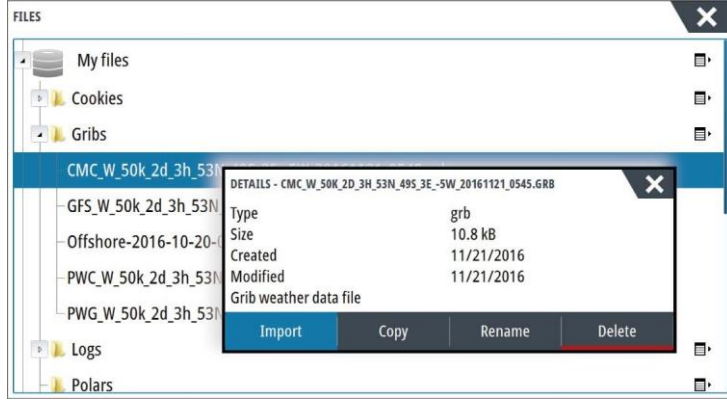 FILES
My files
Cookies
Gribs
CMC_W_50k_2d_3h_53N
DETAILS - CMC_W_50K_2D_3H_53N_49S_3E_-5W_20161121_0545.GRB
GFS_W_50k_2d_3h_53N
Type grb
Size 10.8 kB
Offshore-2016-10-20-
Created 11/21/2016
PWC_W_50k_2d_3h_53N
Modified 11/21/2016
Grib weather data file
PWG_W_50k_2d_3h_53N
Import Copy Rename Delete
Logs
Polars